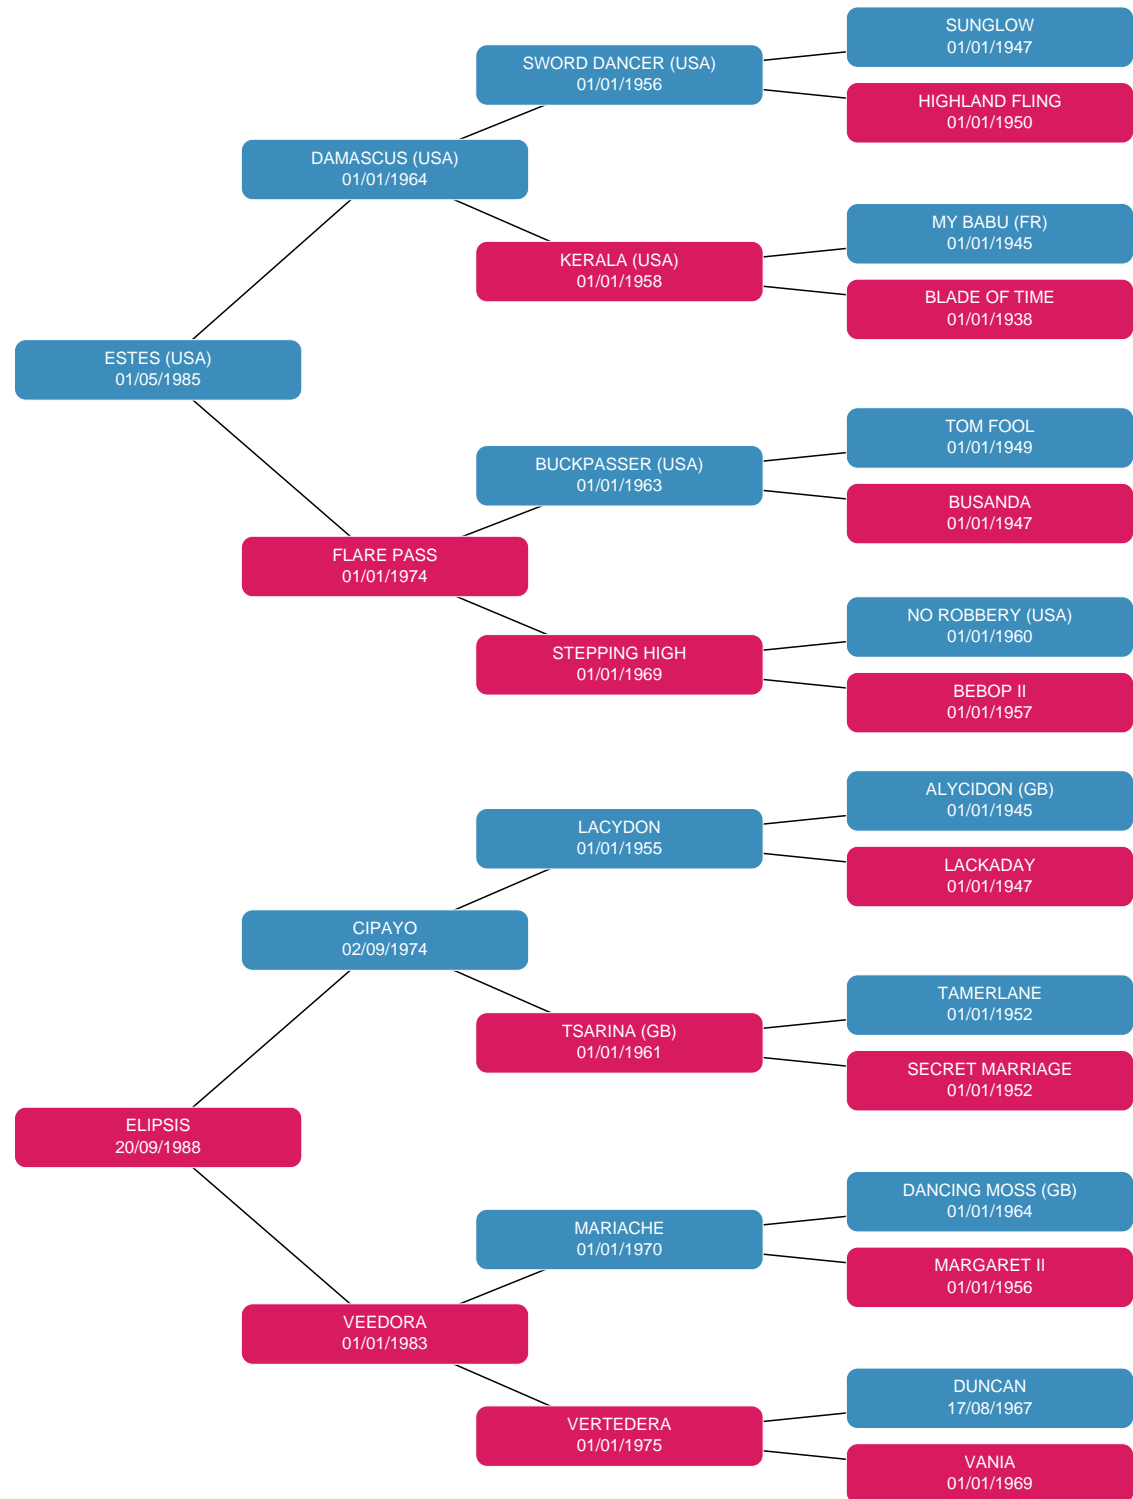 SUNGLOW
01/01/1947
SWORD DANCER (USA)
01/01/1956
HIGHLAND FLING
01/01/1950
DAMASCUS (USA)
01/01/1964
MY BABU (FR)
01/01/1945
KERALA (USA)
01/01/1958
BLADE OF TIME
01/01/1938
ESTES (USA)
01/05/1985
TOM FOOL
01/01/1949
BUCKPASSER (USA)
01/01/1963
BUSANDA
01/01/1947
FLARE PASS
01/01/1974
NO ROBBERY (USA)
01/01/1960
STEPPING HIGH
01/01/1969
BEBOP II
01/01/1957
ALYCIDON (GB)
01/01/1945
LACYDON
01/01/1955
LACKADAY
01/01/1947
CIPAYO
02/09/1974
TAMERLANE
01/01/1952
TSARINA (GB)
01/01/1961
SECRET MARRIAGE
01/01/1952
ELIPSIS
20/09/1988
DANCING MOSS (GB)
01/01/1964
MARIACHE
01/01/1970
MARGARET II
01/01/1956
VEEDORA
01/01/1983
DUNCAN
17/08/1967
VERTEDERA
01/01/1975
VANIA
01/01/1969